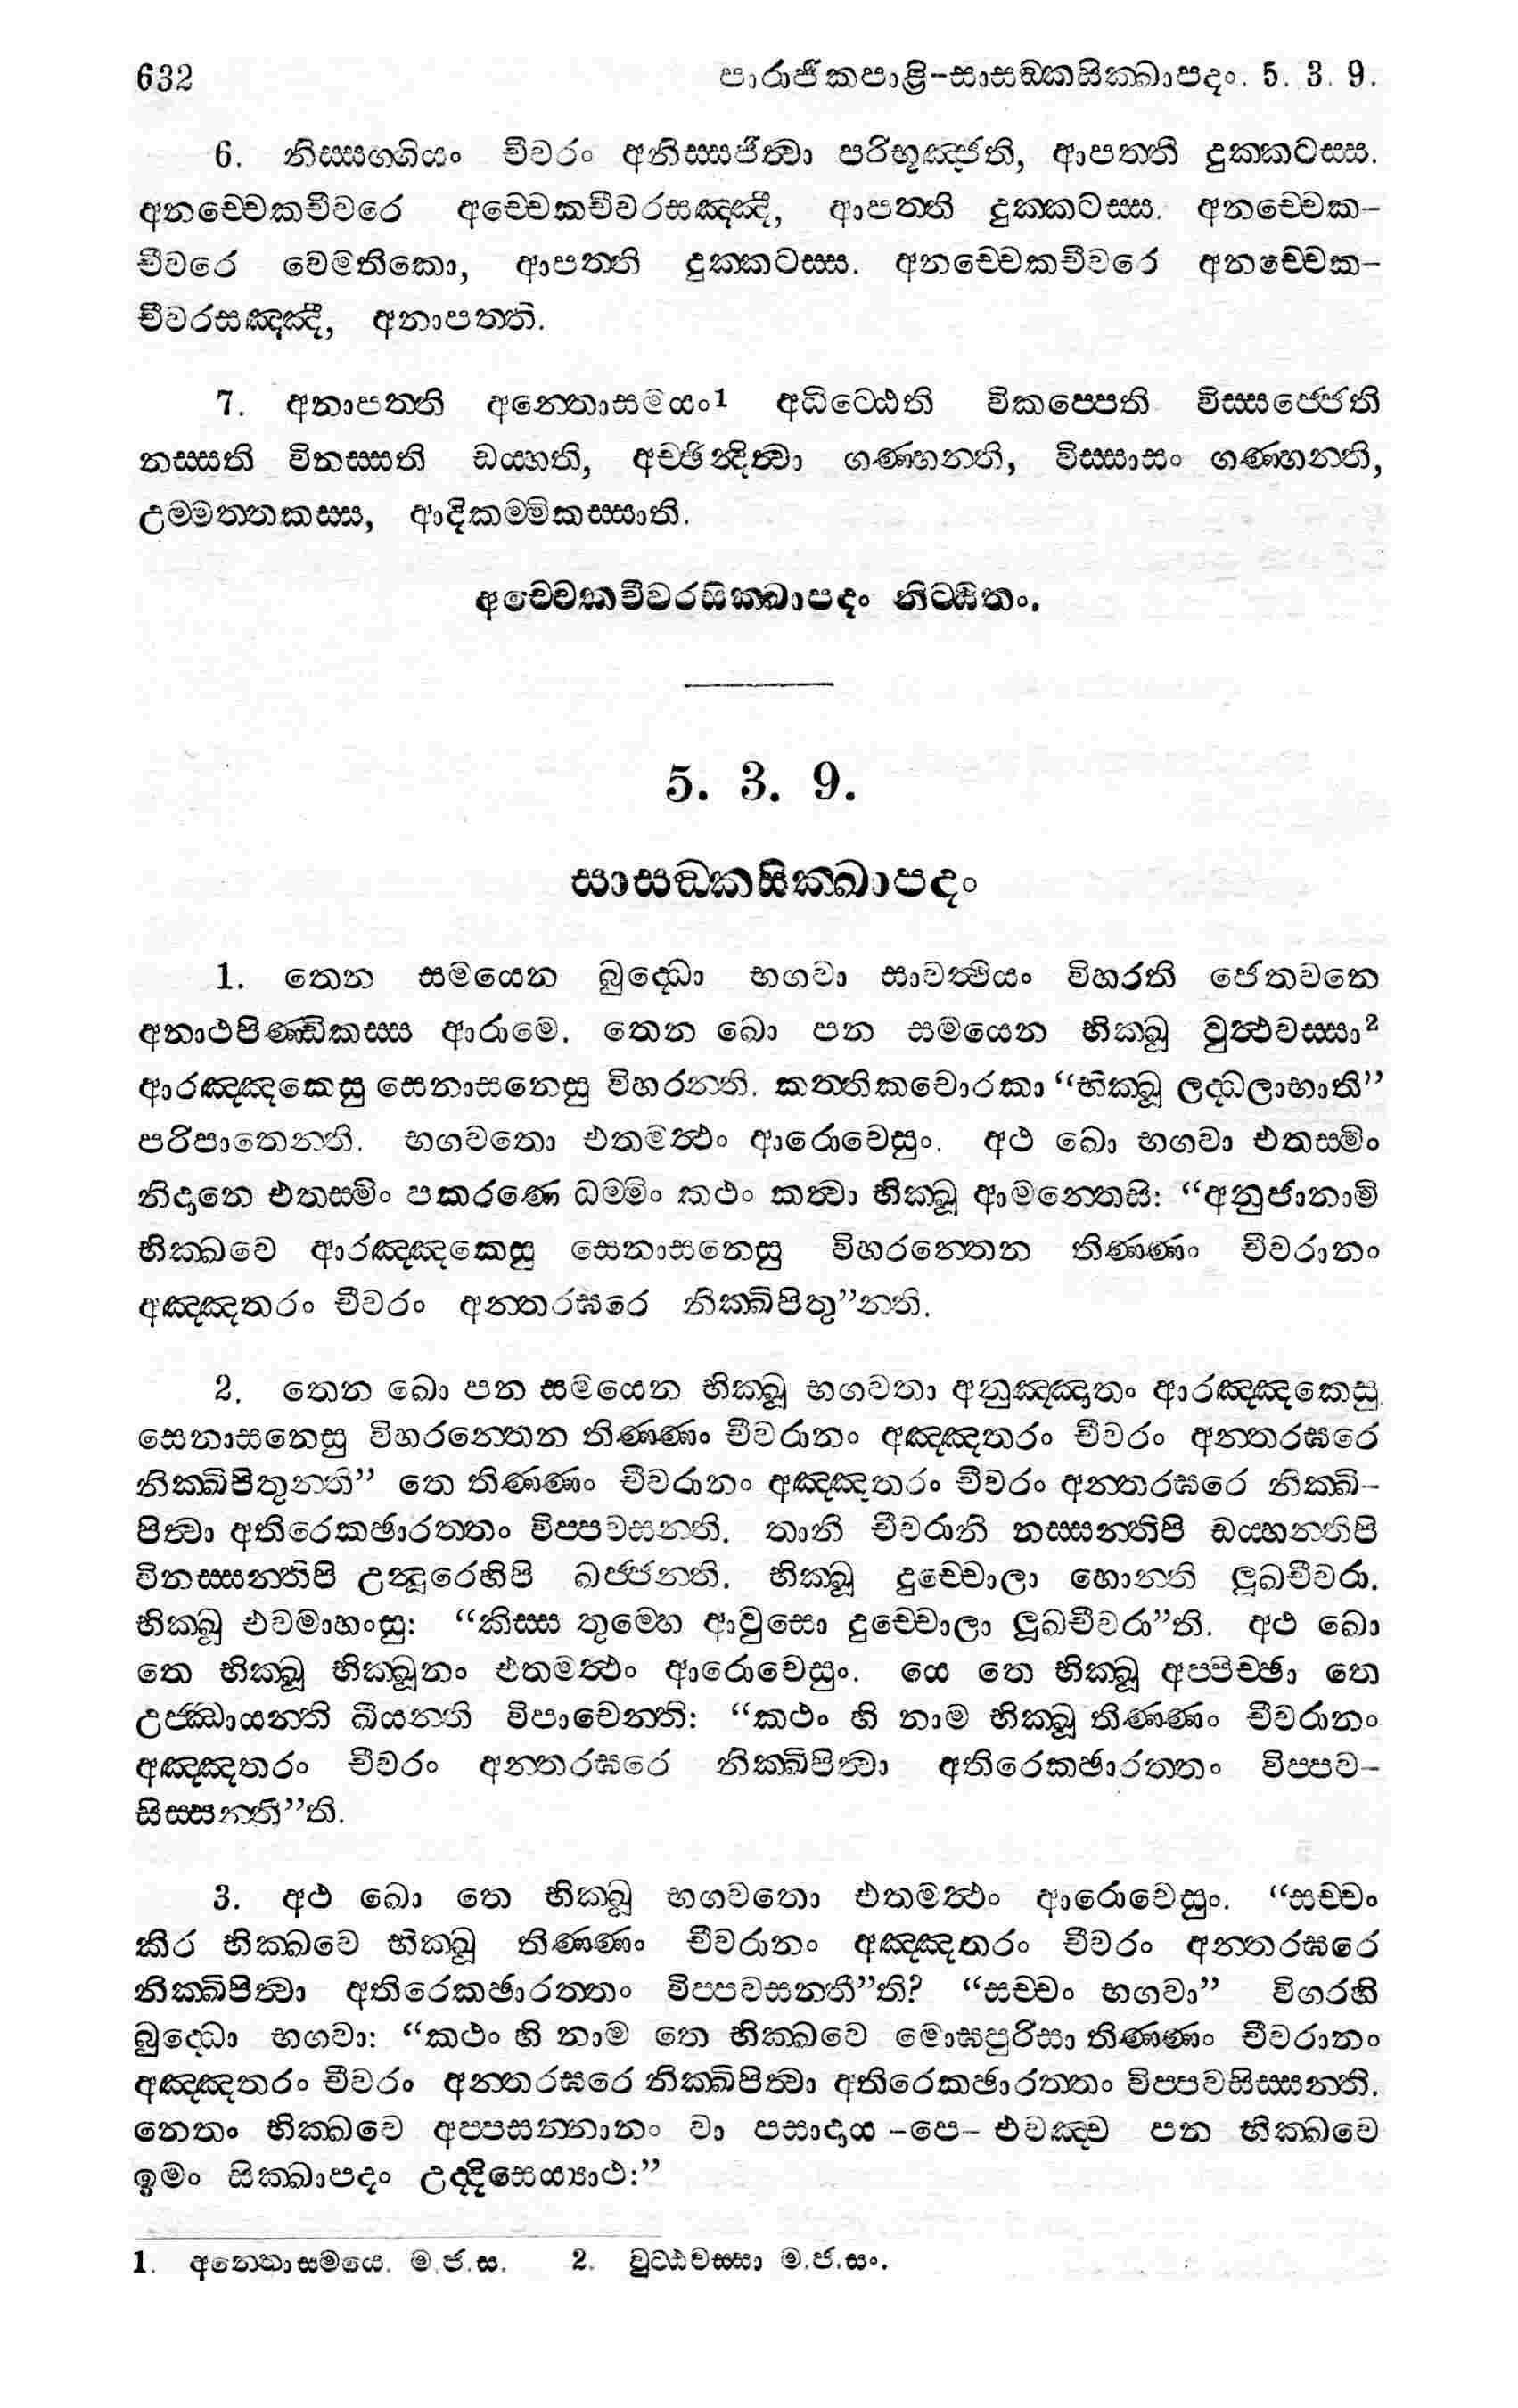 632 පාරාජිකපාළි-සාසඞ්කසික්ඛාපදං. 5. 3. 9.
6. නිස්සග්ගියං චීවරං අනිස්සජිත්වා පරිභුඤ්ජති, ආපත්ති දුක්කටස්ස.
අනච්චෙකචීවරෙ අච්චෙකචීවරසඤ්ඤී, ආපත්ති දුක්කටස්ස. අනච්චෙක-
චීවරෙ වෙමතිකො, ආපත්ති දුක්කටස්ස. අනච්චෙකචීවරෙ අනච්චෙක-
චීවරසඤ්ඤී, අනාපත්ති.
7. අනාපත්ති අන්තොසමයං1 අධිට්ඨෙති විකප්පෙති විස්සජ්ජෙති
නස්සති විනස්සති ඩය්හති, අච්ඡින්දිත්වා ගණ්හන්ති, විස්සාසං ගණ්හන්ති,
උම්මත්තකස්ස, ආදිකම්මිකස්සාති.
අච්චෙකචීවරසික්ඛාපදං නිට්ඨිතං.
5. 3. 9.
සාසඞ්කසික්ඛාපදං
1. තෙන සමයෙන බුද්ධො භගවා සාවත්ථියං විහරති ජෙතවනෙ
අනාථපිණ්ඩිකස්ස ආරාමෙ. තෙන ඛො පන සමයෙන භික්ඛූ වුත්ථවස්සා2
ආරඤ්ඤකෙසු සෙනාසනෙසු විහරන්ති. කත්තිකචොරකා “භික්ඛූ ලද්ධලාභාති”
පරිපාතෙන්ති. භගවතො එතමත්ථං ආරොචෙසුං. අථ ඛො භගවා එතස්මිං
නිදානෙ එතස්මිං පකරණෙ ධම්මිං කථං කත්වා භික්ඛූ ආමන්තෙසි: “අනුජානාමි
භික්ඛවෙ ආරඤ්ඤකෙසු සෙනාසනෙසු විහරන්තෙන තිණ්ණං චීවරානං
අඤ්ඤතරං චීවරං අන්තරඝරෙ නික්ඛිපිතු”න්ති.
2. තෙන ඛො පන සමයෙන භික්ඛූ භගවතා අනුඤ්ඤාතං ආරඤ්ඤකෙසු
සෙනාසනෙසු විහරන්තෙන තිණ්ණං චීවරානං අඤ්ඤතරං චීවරං අන්තරඝරෙ
නික්ඛිපිතුන්ති” තෙ තිණ්ණං චීවරානං අඤ්ඤතරං චීවරං අන්තරඝරෙ නික්ඛි-
පිත්වා අතිරෙකඡාරත්තං විප්පවසන්ති. තානි චීවරානි නස්සන්තිපි ඩය්හන්තිපි
විනස්සන්තිපි උන්දූරෙහිපි ඛජ්ජන්ති. භික්ඛූ දුච්චොලා හොන්ති ලූඛචීවරා.
භික්ඛූ එවමාහංසු: “කිස්ස තුම්හෙ ආවුසො දුච්චොලා ලූඛචීවරා”ති. අථ ඛො
තෙ භික්ඛූ භික්ඛූනං එතමත්ථං ආරොචෙසුං. යෙ තෙ භික්ඛූ අප්පිච්ඡා තෙ
උජ්ඣායන්ති ඛීයන්ති විපාචෙන්ති: “කථං හි නාම භික්ඛූ තිණ්ණං චීවරානං
අඤ්ඤතරං චීවරං අන්තරඝරෙ නික්ඛිපිත්වා අතිරෙකඡාරත්තං විප්පව-
සිස්සන්තී”ති.
3. අථ ඛො තෙ භික්ඛූ භගවතො එතමත්ථං ආරොචෙසුං. “සච්චං
කිර භික්ඛවෙ භික්ඛූ තිණ්ණං චීවරානං අඤ්ඤතරං චීවරං අන්තරඝරෙ
නික්ඛිපිත්වා අතිරෙකඡාරත්තං විප්පවසන්තී”ති? “සච්චං භගවා” විගරහි
බුද්ධො භගවා: “කථං හි නාම තෙ භික්ඛවෙ මොඝපුරිසා තිණ්ණං චීවරානං
අඤ්ඤතරං චීවරං අන්තරඝරෙ නික්ඛිපිත්වා අතිරෙකඡාරත්තං විප්පවසිස්සන්ති.
නෙතං භික්ඛවෙ අප්පසන්නානං වා පසාදාය -පෙ- එවඤ්ච පන භික්ඛවෙ
ඉමං සික්ඛාපදං උද්දිසෙය්‍යාථ:”
1. අන්තොසමයෙ. ම.ජ.ස. 2. වුට්ඨවස්සා ම.ජ.සං.